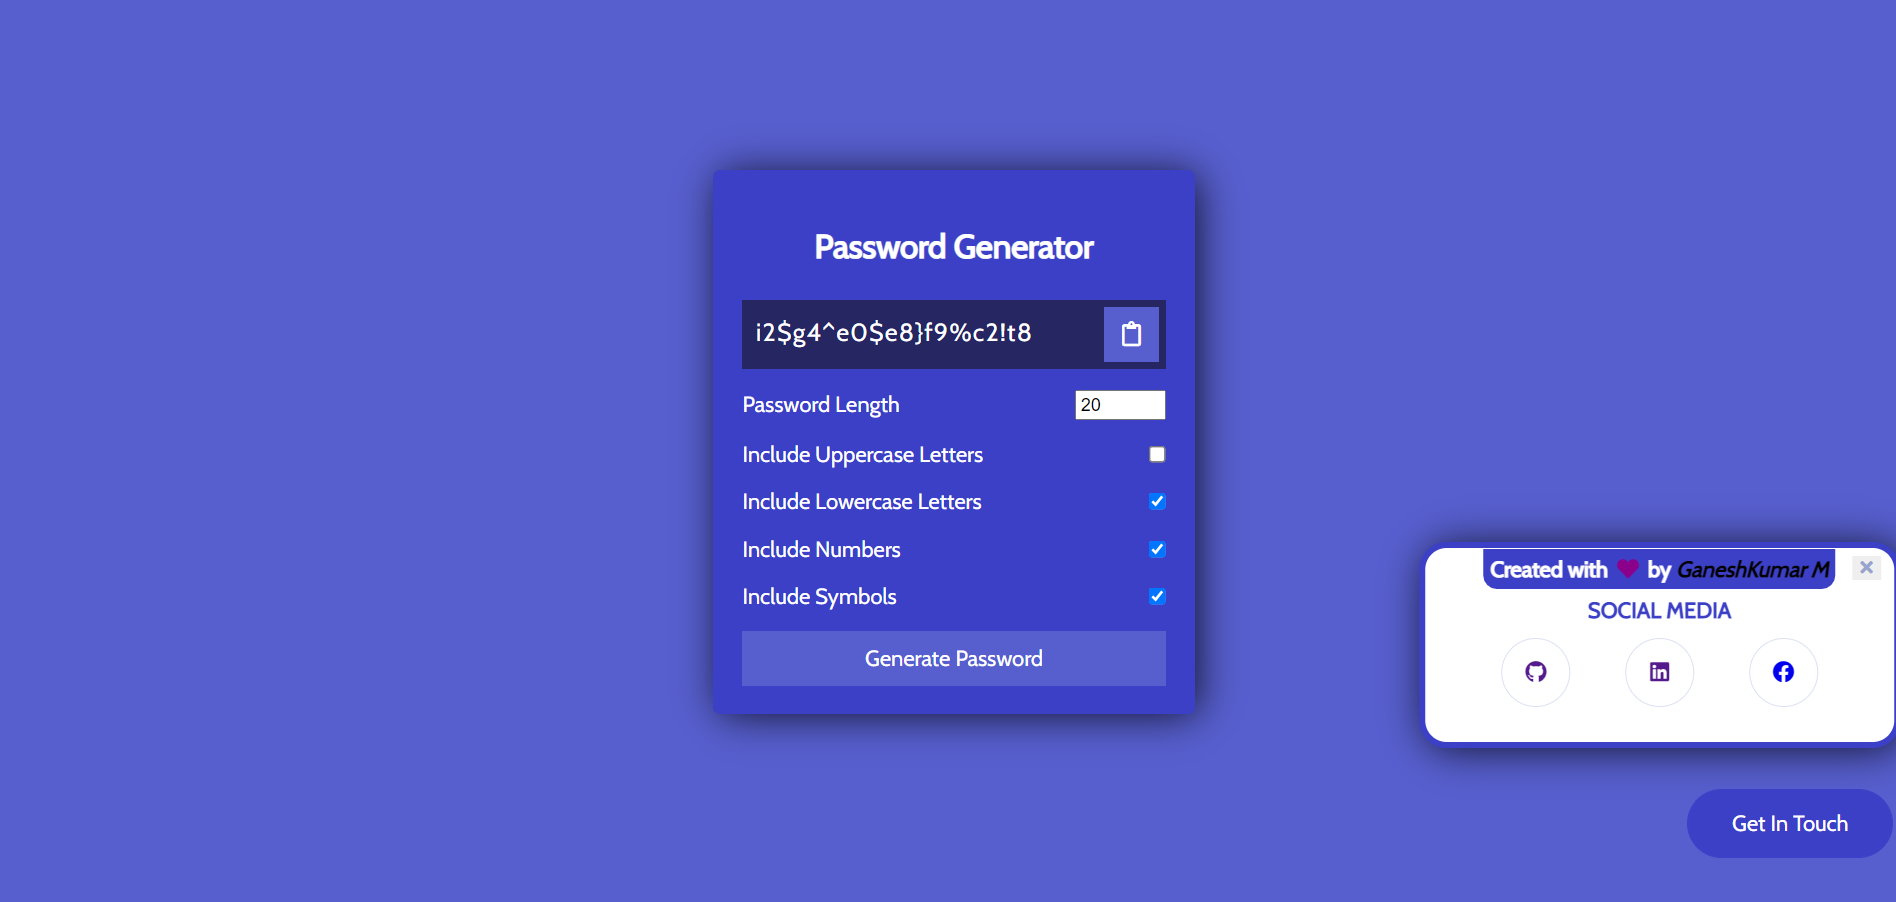 Password Generator
i2$g4^e0$e8}f9%c2!t8
Password Length
20
Include Uppercase Letters
Include Lowercase Letters
Include Numbers
Include Symbols
Generate Password
Created with by GaneshKumar M
SOCIAL MEDIA
Get In Touch